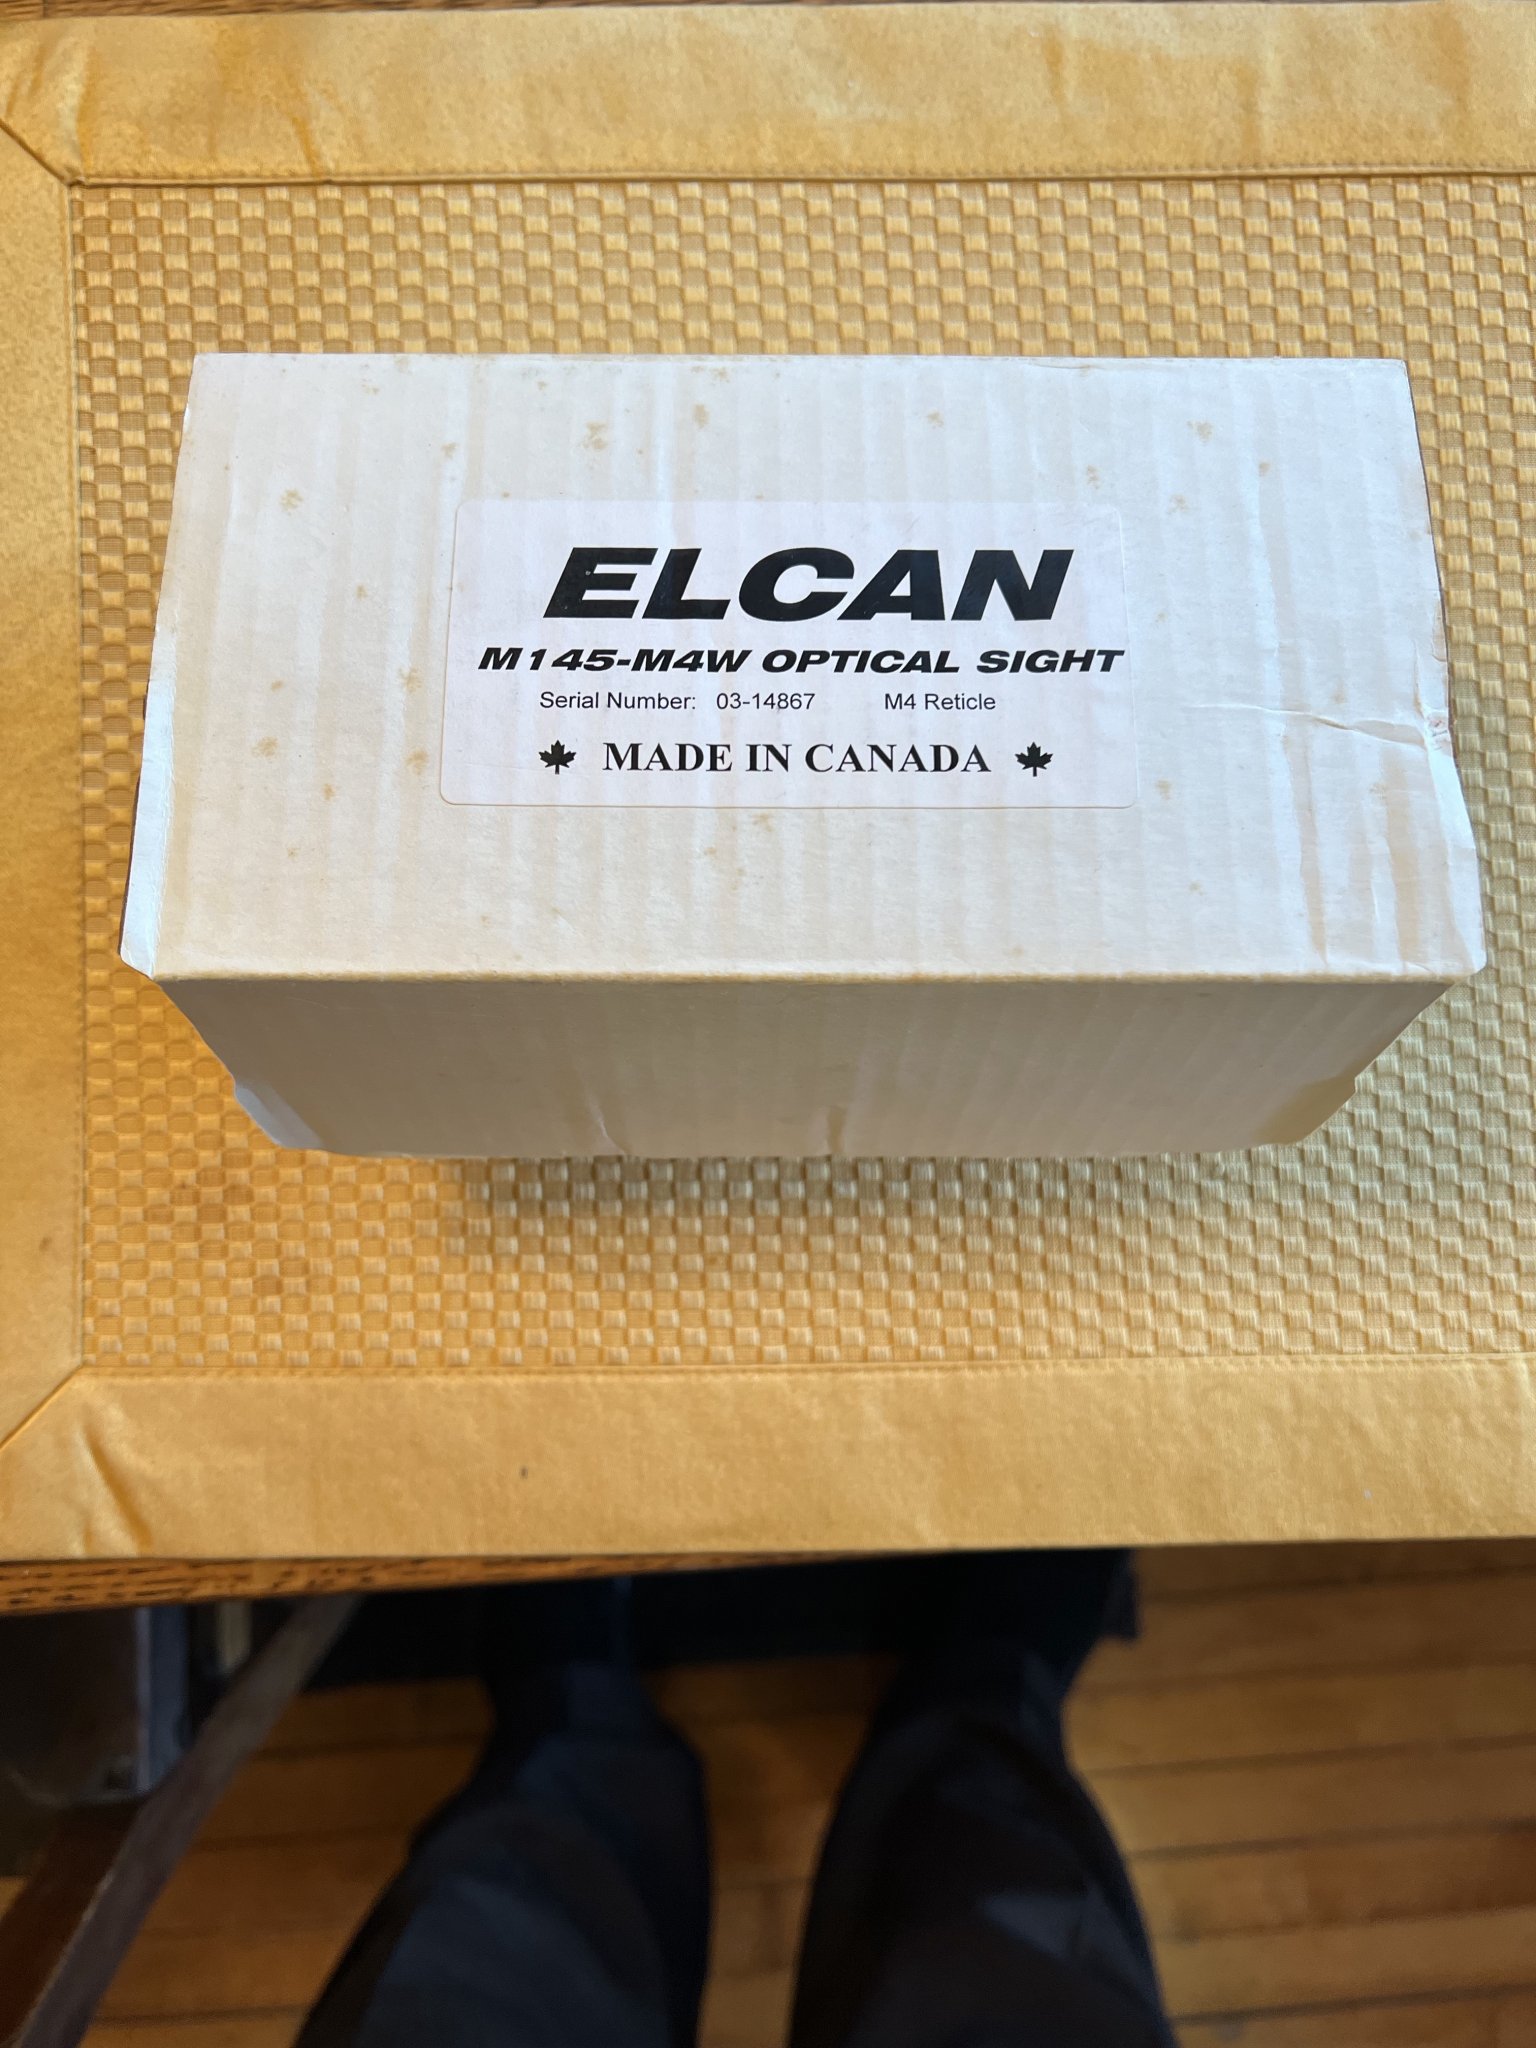 ELCAN
M145-M4W OPTICAL SIGHT
Serial Number: 03-14867 M4 Reticle
MADE IN CANADA